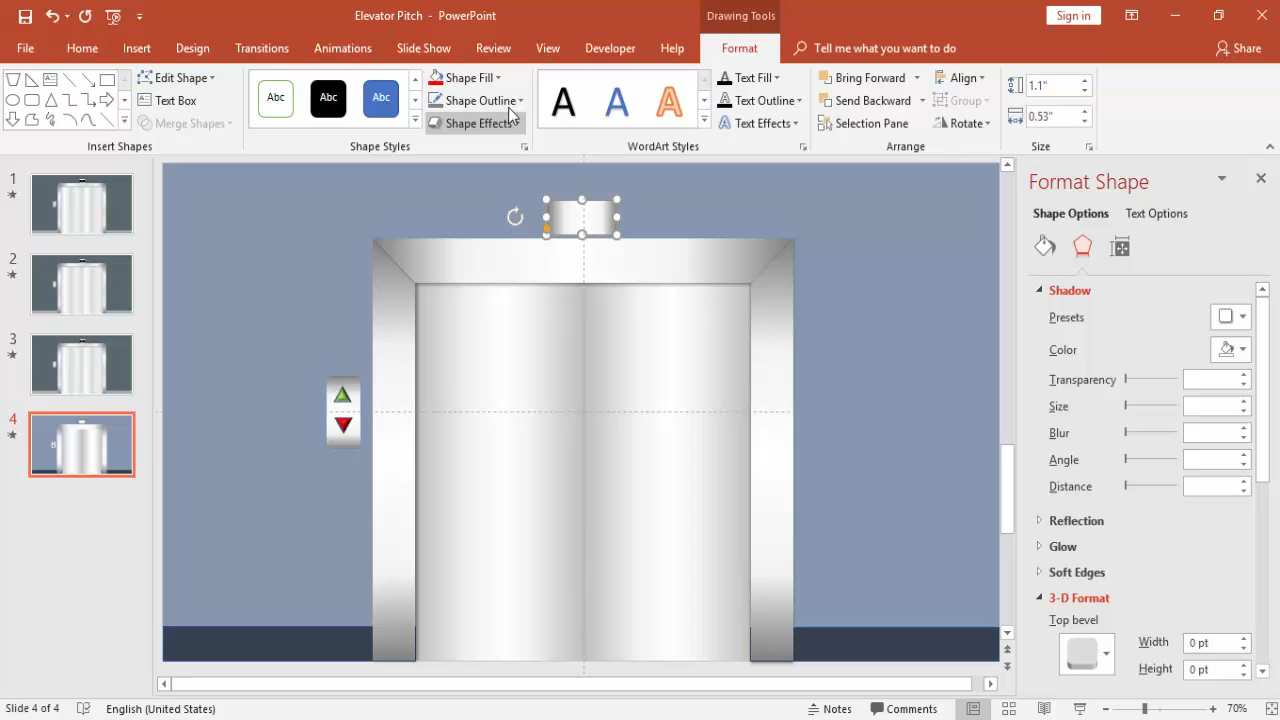 Elevator Pitch - PowerPoint
Drawing Tools
Sign in
File
Home
Insert
Design
Transitions
Animations
Slide Show
Review
View
Developer
Help
Format
Tell me what you want to do
Share
Edit Shape
Text Box
Merge Shapes
Insert Shapes
Abc
Abc
Abc
Shape Fill
Shape Outline
Shape Effects
Shape Styles
A
A
A
Text Fill
Text Outline
Text Effects
WordArt Styles
Bring Forward
Send Backward
Selection Pane
Align
Group
Rotate
Arrange
1.1"
0.53"
Size
1
2
3
4
Format Shape
Shape Options
Text Options
Shadow
Presets
Color
Transparency
Size
Blur
Angle
Distance
Reflection
Glow
Soft Edges
3-D Format
Top bevel
Width
0 pt
Height
0 pt
Slide 4 of 4
English (United States)
Notes
Comments
70%